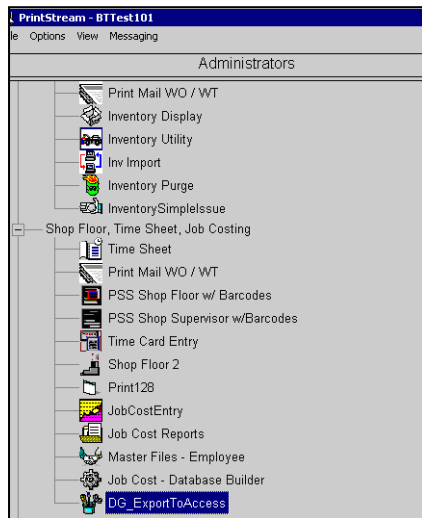 PrintStream - BTTest101
le Options View Messaging
Administrators
Print Mail WO / WT
Inventory Display
Inventory Utility
Inv Import
Inventory Purge
InventorySimpleIssue
Shop Floor, Time Sheet, Job Costing
Time Sheet
Print Mail WO / WT
PSS Shop Floor w/ Barcodes
PSS Shop Supervisor w/Barcodes
Time Card Entry
Shop Floor 2
Print128
JobCostEntry
Job Cost Reports
Master Files - Employee
Job Cost - Database Builder
DG_ExportToAccess